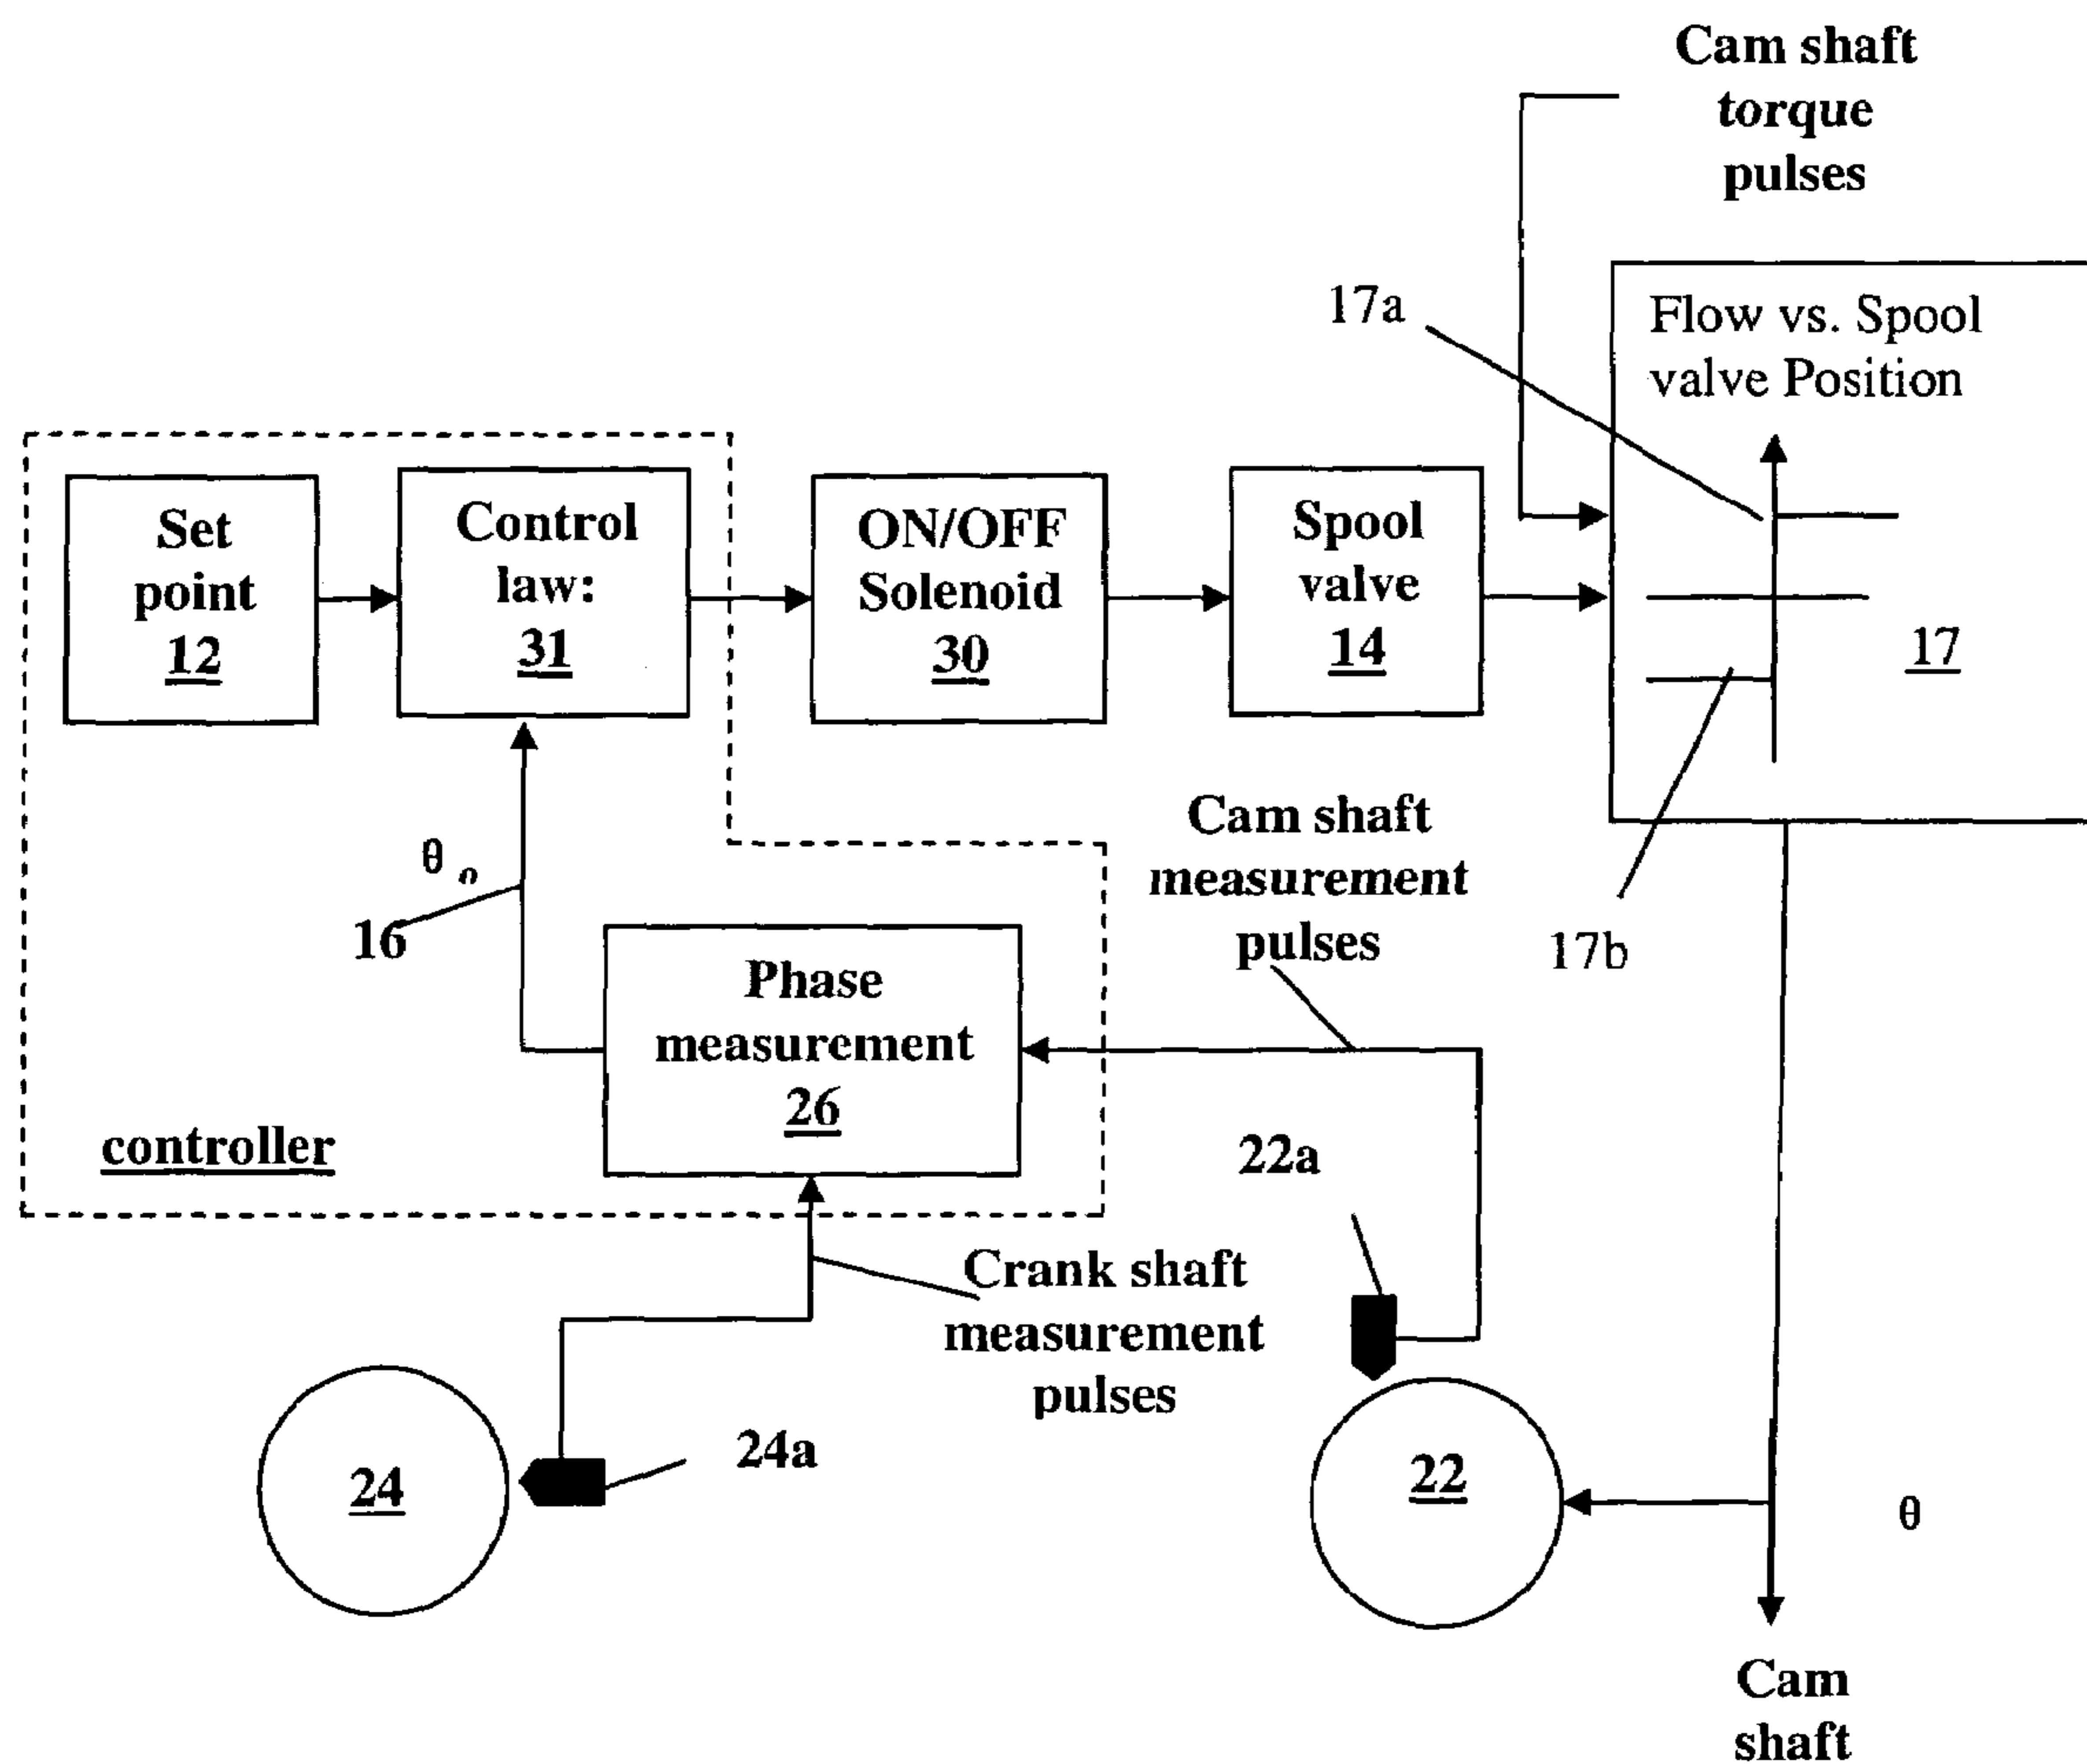 Cam shaft
torque
pulses
17a
Flow vs. Spool
valve Position
Set
point
12
Control
law:
31
ON/OFF
Solenoid
30
Spool
valve
14
17
θ o
16
Cam shaft
measurement
pulses
17b
Phase
measurement
26
controller
22a
Crank shaft
measurement
pulses
24a
24
22
θ
Cam
shaft